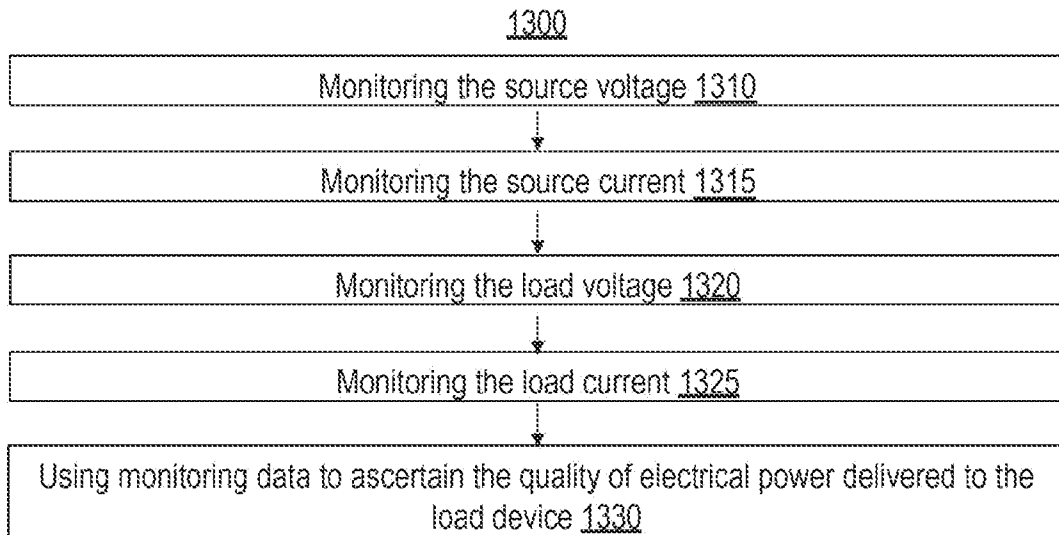 1300
Monitoring the source voltage 1310
Monitoring the source current 1315
Monitoring the load voltage 1320
Monitoring the load current 1325
Using monitoring data to ascertain the quality of electrical power delivered to the
load device 1330